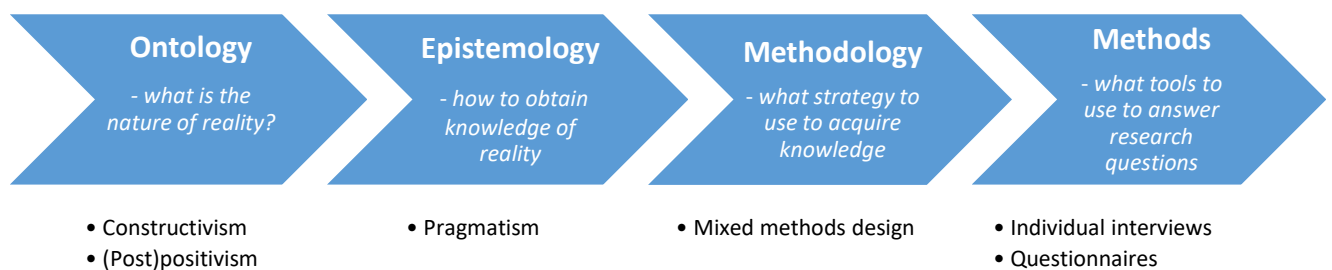 Ontology
- what is the
nature of reality?
Epistemology
- how to obtain
knowledge of
reality
Methodology
- what strategy to
use to acquire
knowledge
Methods
- what tools to
use to answer
research
questions
• Constructivism
• (Post)positivism
• Pragmatism
• Mixed methods design
• Individual interviews
• Questionnaires